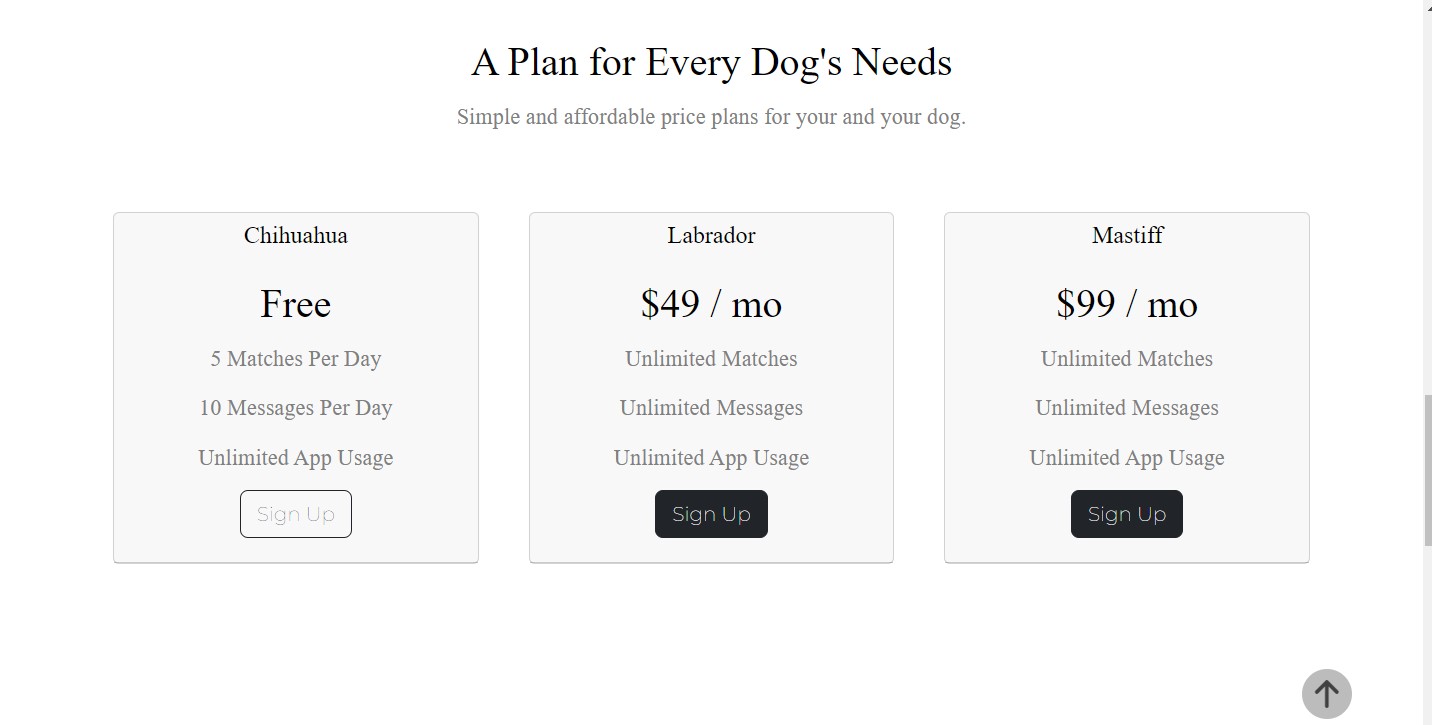 A Plan for Every Dog's Needs
Simple and affordable price plans for your and your dog.
Chihuahua
Free
5 Matches Per Day
10 Messages Per Day
Unlimited App Usage
Sign Up
Labrador
$49 / mo
Unlimited Matches
Unlimited Messages
Unlimited App Usage
Sign Up
Mastiff
$99 / mo
Unlimited Matches
Unlimited Messages
Unlimited App Usage
Sign Up